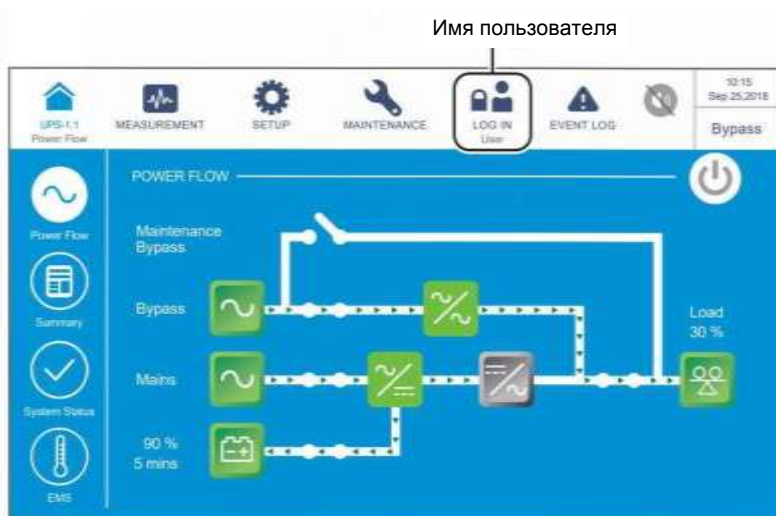 Имя пользователя
10:15
Sep 25,2018
UPS-1.1
Power Flow
MEASUREMENT
SETUP
MAINTENANCE
LOG IN
User
EVENT LOG
Bypass
POWER FLOW
Power Flow
Maintenance
Bypass
Summary
Bypass
Load
30 %
Mains
System Status
90 %
5 mins
EMS